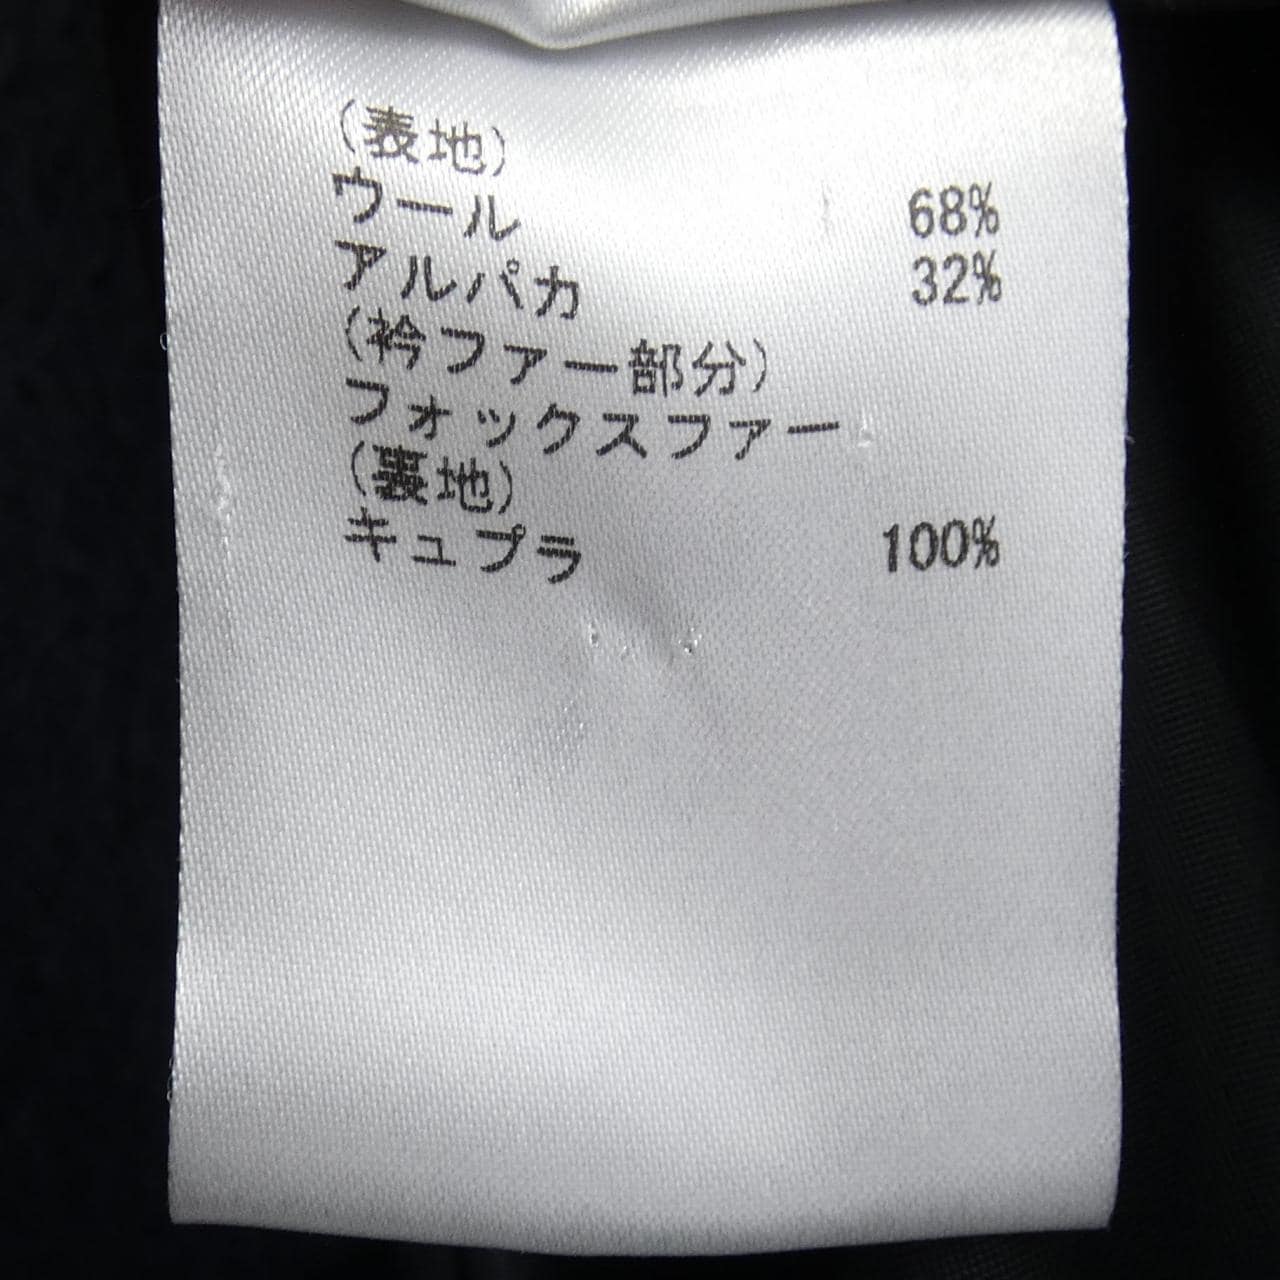 (表地)
ウール 68%
アルパカ 32%
(衿ファー部分)
フォックスファー
(裏地)
キュプラ 100%